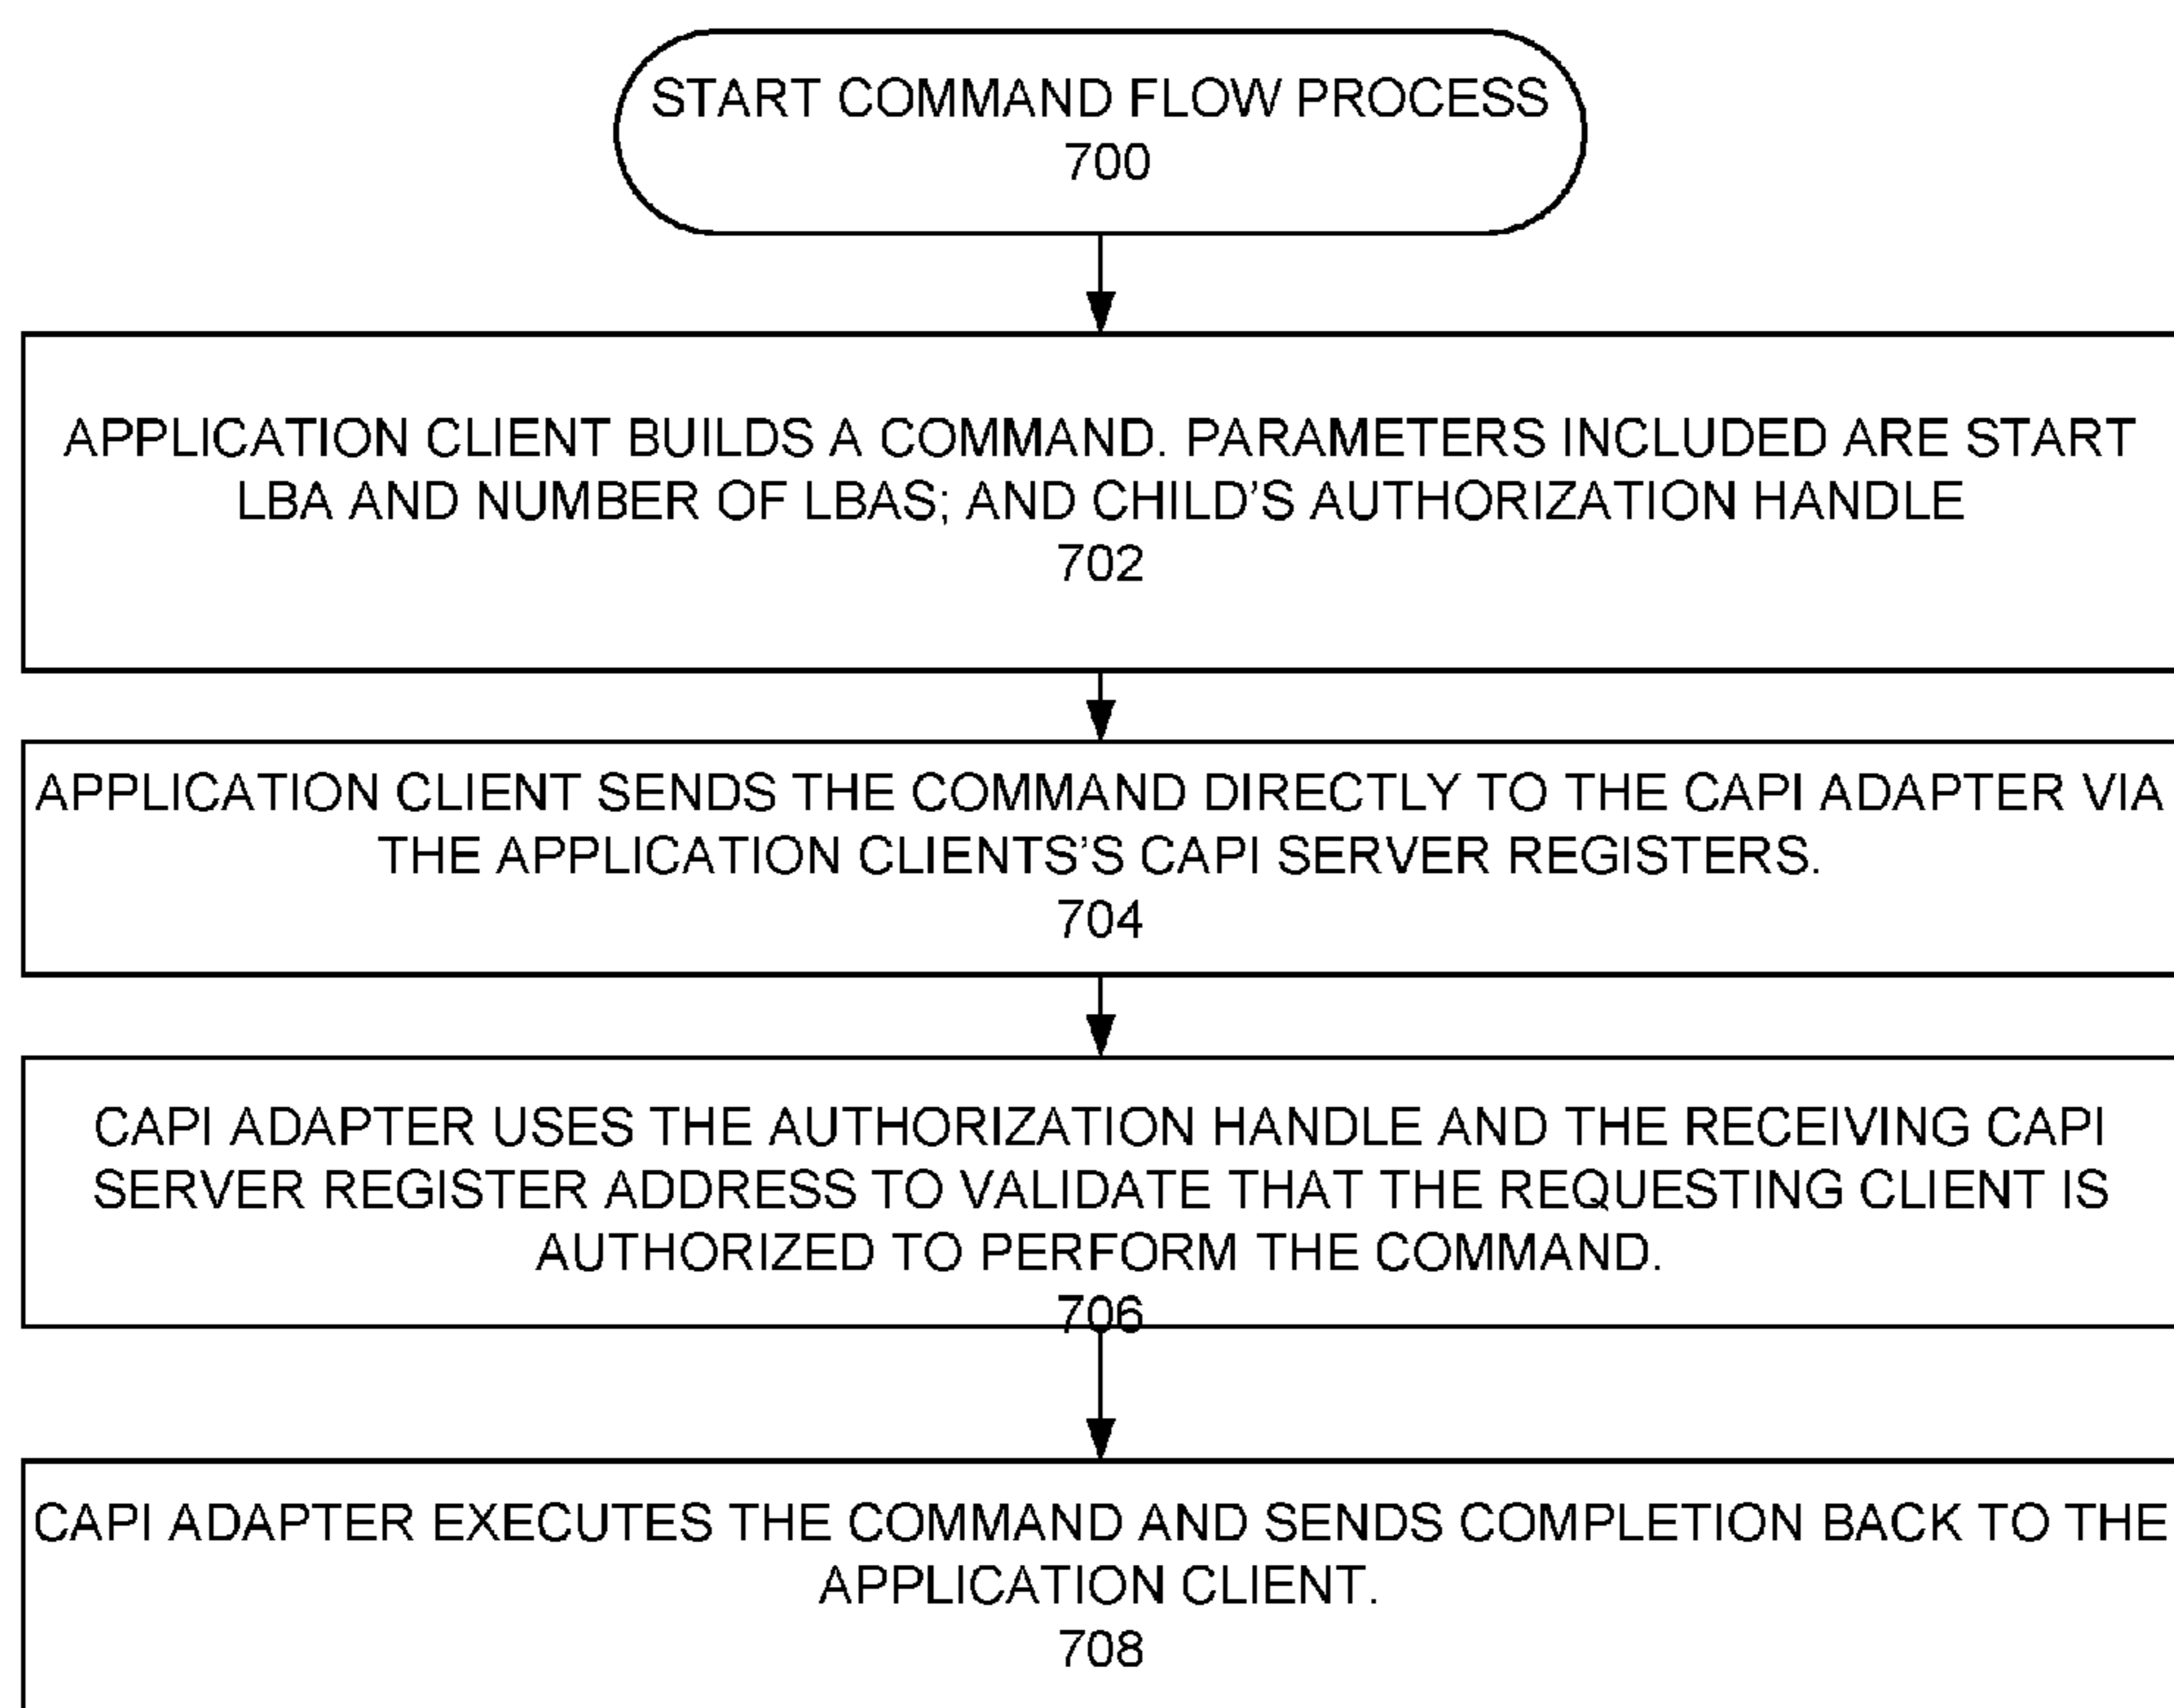 START COMMAND FLOW PROCESS
700
APPLICATION CLIENT BUILDS A COMMAND. PARAMETERS INCLUDED ARE START
LBA AND NUMBER OF LBAS; AND CHILD'S AUTHORIZATION HANDLE
702
APPLICATION CLIENT SENDS THE COMMAND DIRECTLY TO THE CAPI ADAPTER VIA
THE APPLICATION CLIENTS'S CAPI SERVER REGISTERS.
704
CAPI ADAPTER USES THE AUTHORIZATION HANDLE AND THE RECEIVING CAPI
SERVER REGISTER ADDRESS TO VALIDATE THAT THE REQUESTING CLIENT IS
AUTHORIZED TO PERFORM THE COMMAND.
706
CAPI ADAPTER EXECUTES THE COMMAND AND SENDS COMPLETION BACK TO THE
APPLICATION CLIENT.
708